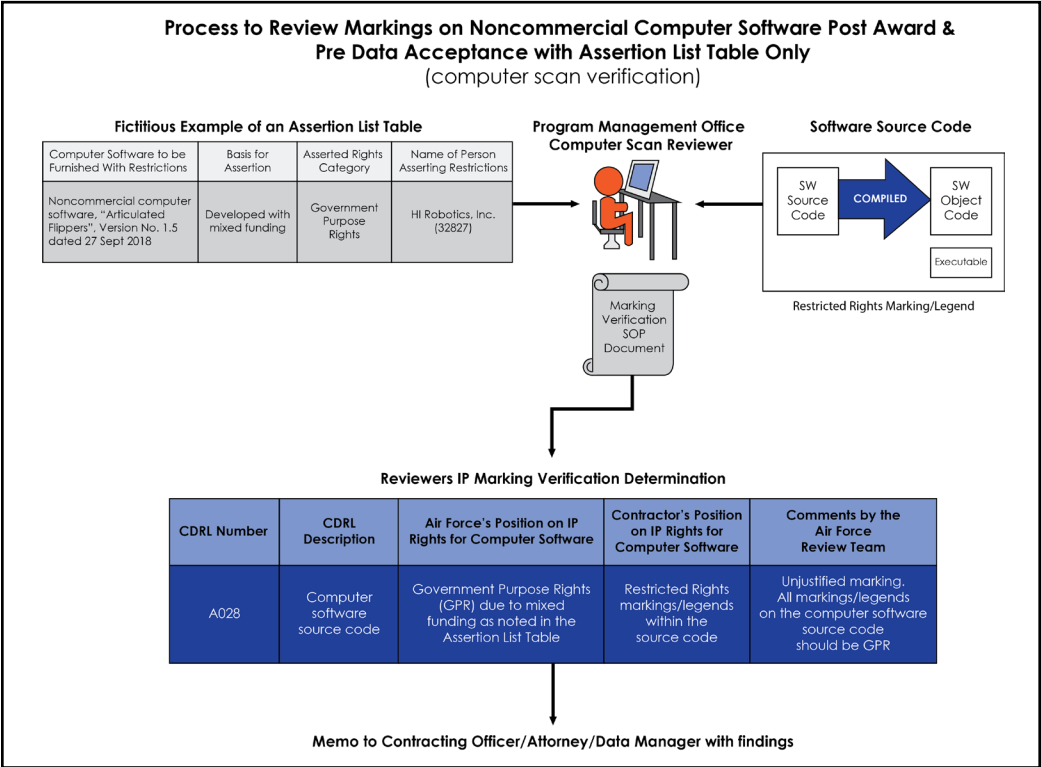 Process to Review Markings on Noncommercial Computer Software Post Award &
Pre Data Acceptance with Assertion List Table Only
(computer scan verification)
Fictitious Example of an Assertion List Table
Computer Software to be
Furnished With Restrictions
Basis for
Assertion
Asserted Rights
Category
Name of Person
Asserting Restrictions
Noncommercial computer
software, “Articulated
Flippers”, Version No. 1.5
dated 27 Sept 2018
Developed with
mixed funding
Government
Purpose
Rights
HI Robotics, Inc.
(32827)
Program Management Office
Computer Scan Reviewer
Software Source Code
SW
Source
Code
COMPILED
SW
Object
Code
Executable
Restricted Rights Marking/Legend
Marking
Verification
SOP
Document
Reviewers IP Marking Verification Determination
CDRL Number
CDRL
Description
Air Force’s Position on IP
Rights for Computer Software
Contractor’s Position
on IP Rights for
Computer Software
Comments by the
Air Force
Review Team
A028
Computer
software
source code
Government Purpose Rights
(GPR) due to mixed
funding as noted in the
Assertion List Table
Restricted Rights
markings/legends
within the
source code
Unjustified marking.
All markings/legends
on the computer software
source code
should be GPR
Memo to Contracting Officer/Attorney/Data Manager with findings